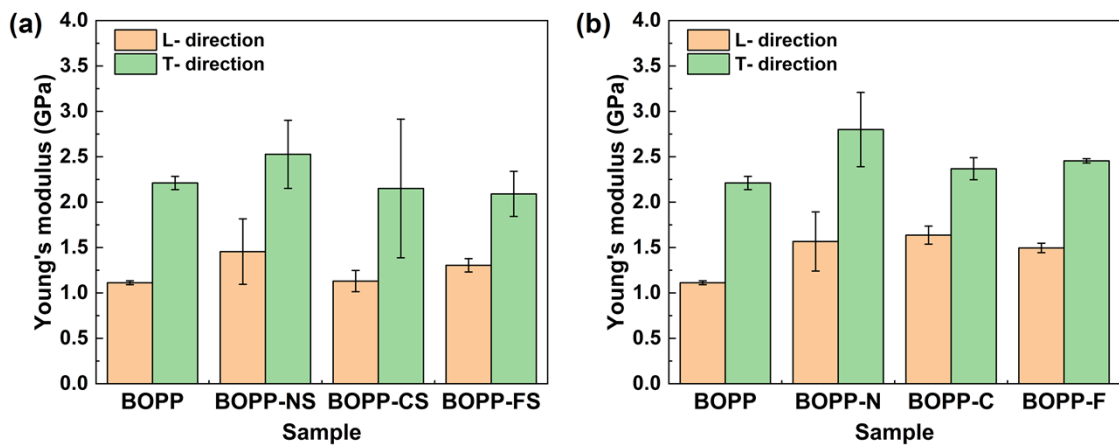 (a)
Young's modulus (GPa)
4.0
3.5
3.0
2.5
2.0
1.5
1.0
0.5
0.0
L- direction
T- direction
BOPP BOPP-NS BOPP-CS BOPP-FS
Sample
(b)
Young's modulus (GPa)
4.0
3.5
3.0
2.5
2.0
1.5
1.0
0.5
0.0
L- direction
T- direction
BOPP BOPP-N BOPP-C BOPP-F
Sample